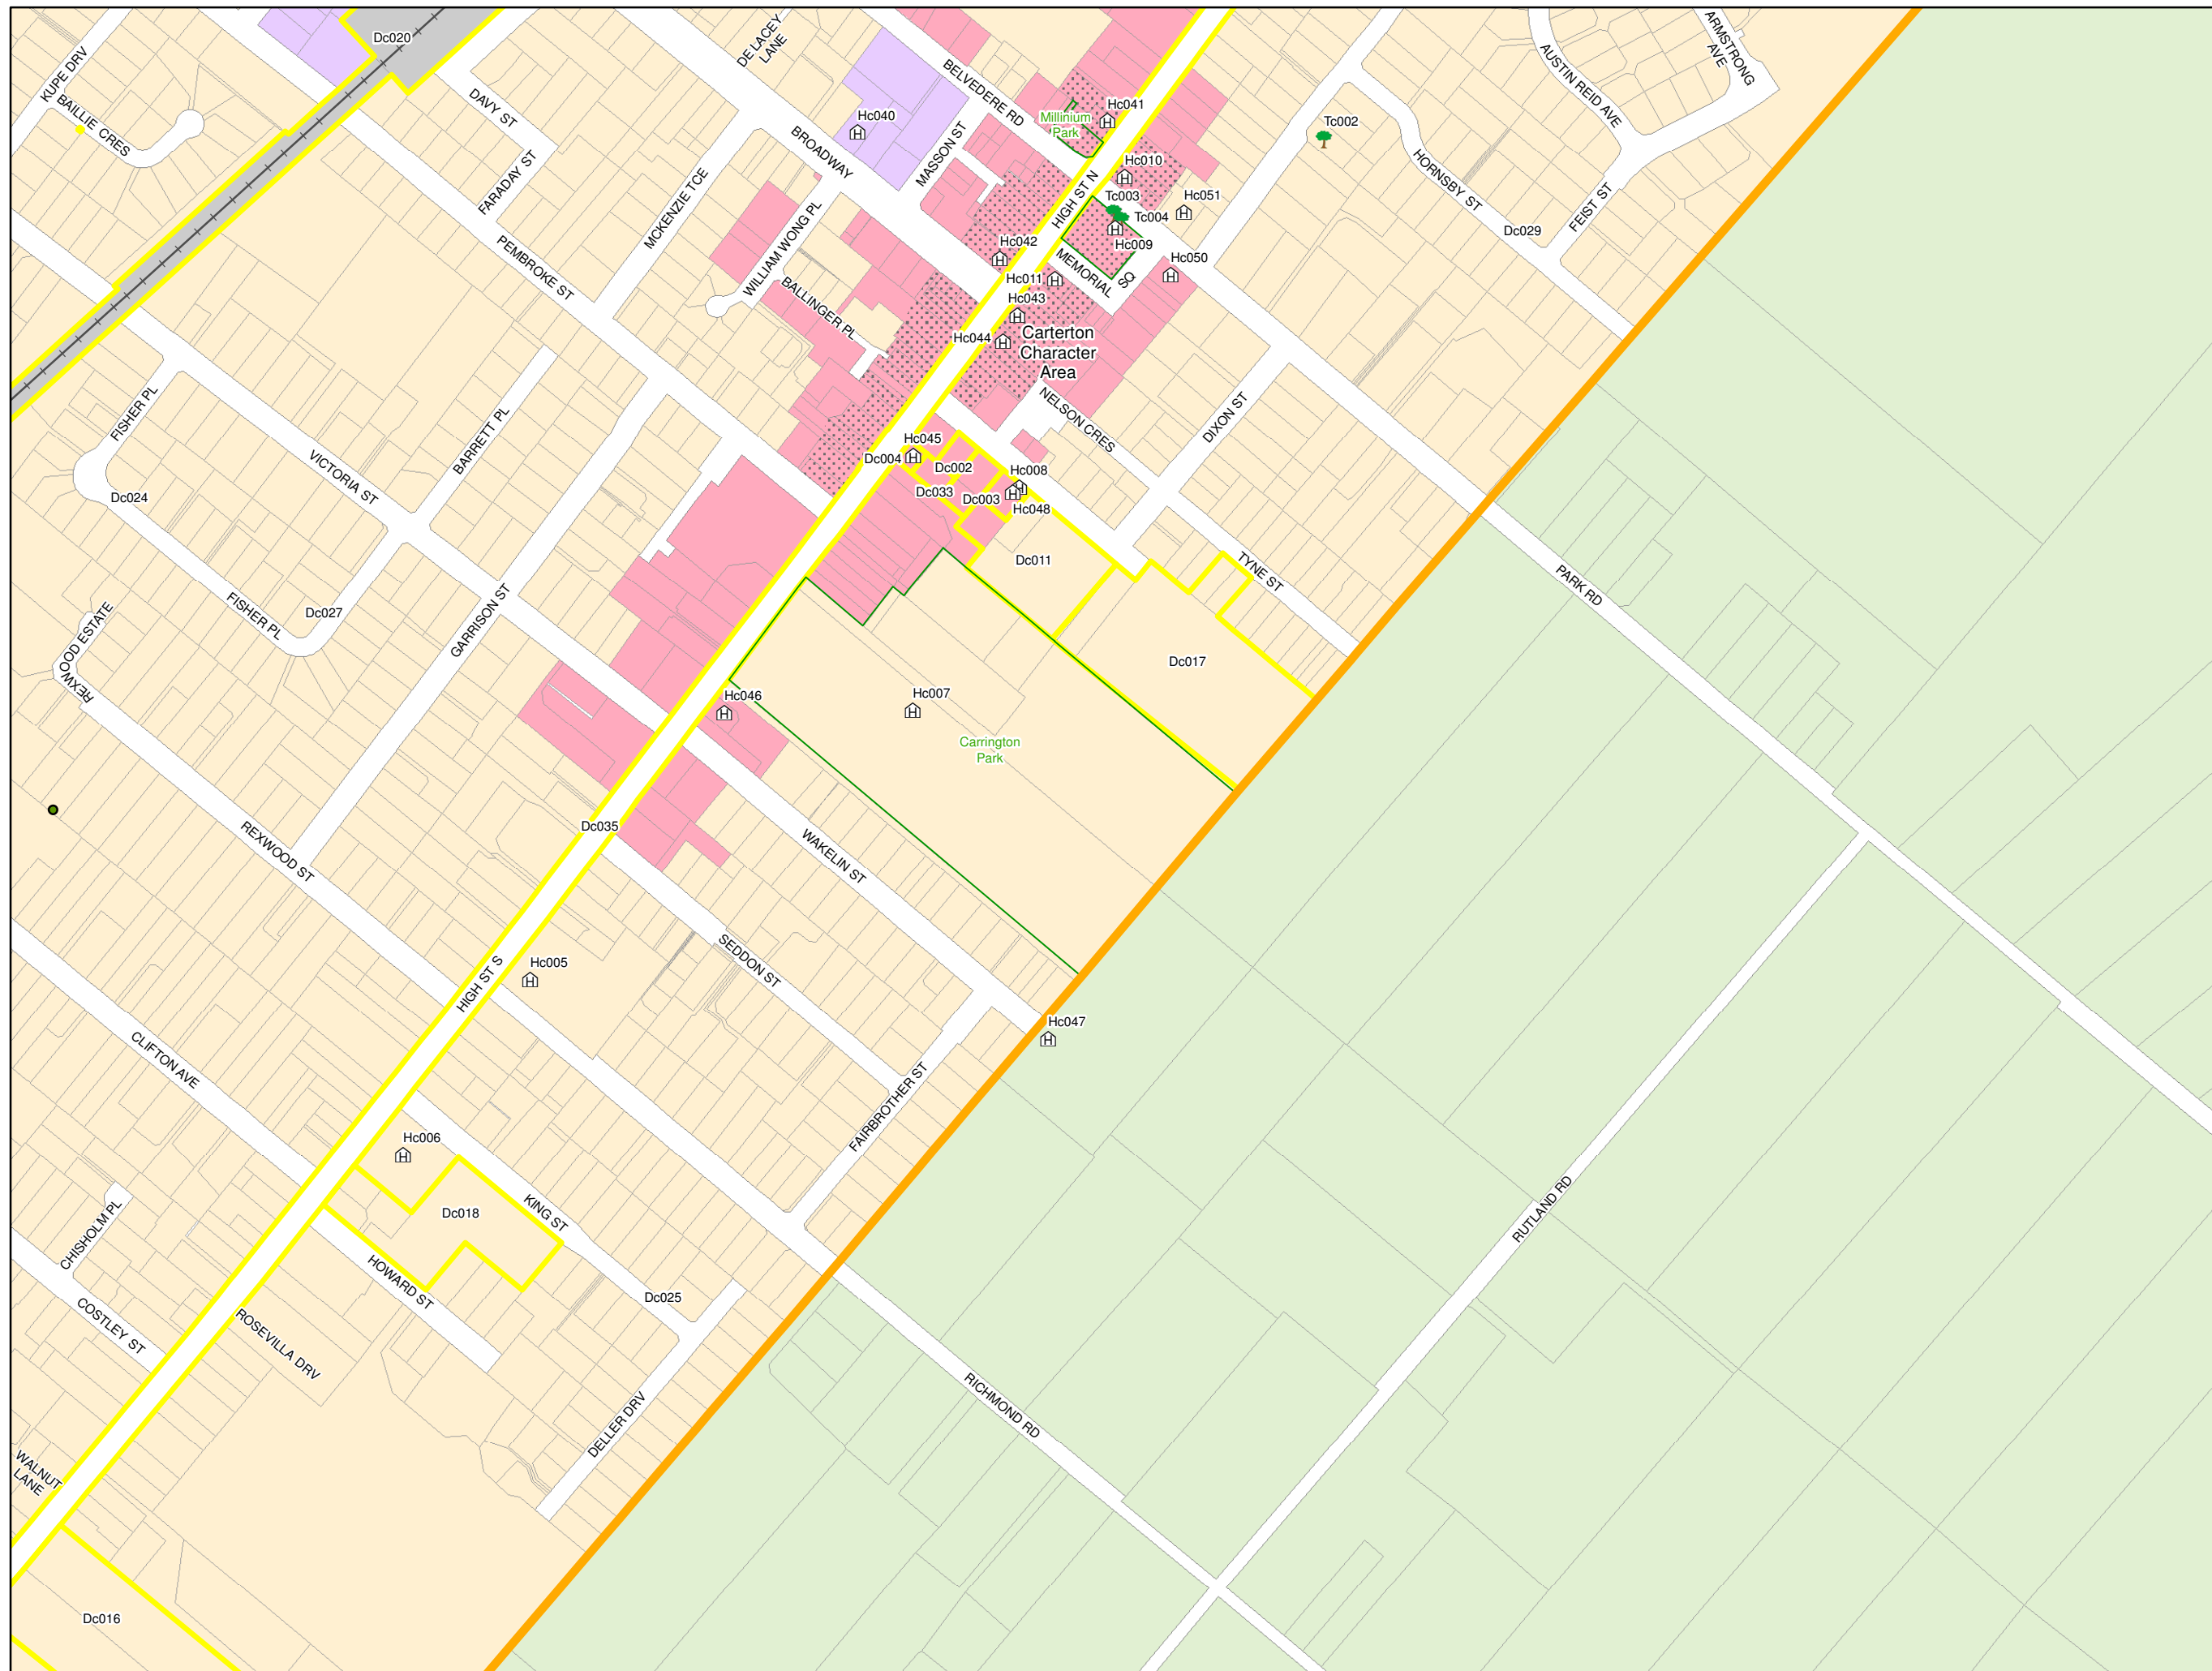 Dc020
KUPE DRV
BAILLIE CRES
DAVY ST
FARADAY ST
DE LACEY
LANE
BROADWAY
Hc040
MASSON ST
BELVEDERE RD
Millinium
Park
Hc041
Hc010
HIGH ST N
Tc003
Tc004
Hc009
Hc051
Hc050
Tc002
HORNSBY ST
AUSTIN REID AVE
ARMSTRONG
AVE
FEIST ST
Dc029
MCKENZIE TCE
WILLIAM WONG PL
BALLINGER PL
PEMBROKE ST
Hc042
Hc011
MEMORIAL
SQ
Hc043
Hc044
Carterton
Character
Area
NELSON CRES
DIXON ST
FISHER PL
VICTORIA ST
BARRETT PL
Dc024
Hc045
Dc004
Dc002
Dc033
Dc003
Hc008
Hc048
Dc011
TYNE ST
PARK RD
FISHER PL
Dc027
GARRISON ST
REXWOOD ESTATE
Dc017
Hc046
Hc007
Carrington
Park
Dc035
REXWOOD ST
WAKELIN ST
SEDDON ST
Hc005
HIGH ST S
Hc047
CLIFTON AVE
FAIRBROTHER ST
Hc006
Dc018
KING ST
CHISHOLM PL
HOWARD ST
Dc025
COSTLEY ST
ROSEVILLA DRV
RUTLAND RD
DELLER DRV
RICHMOND RD
WALNUT
LANE
Dc016